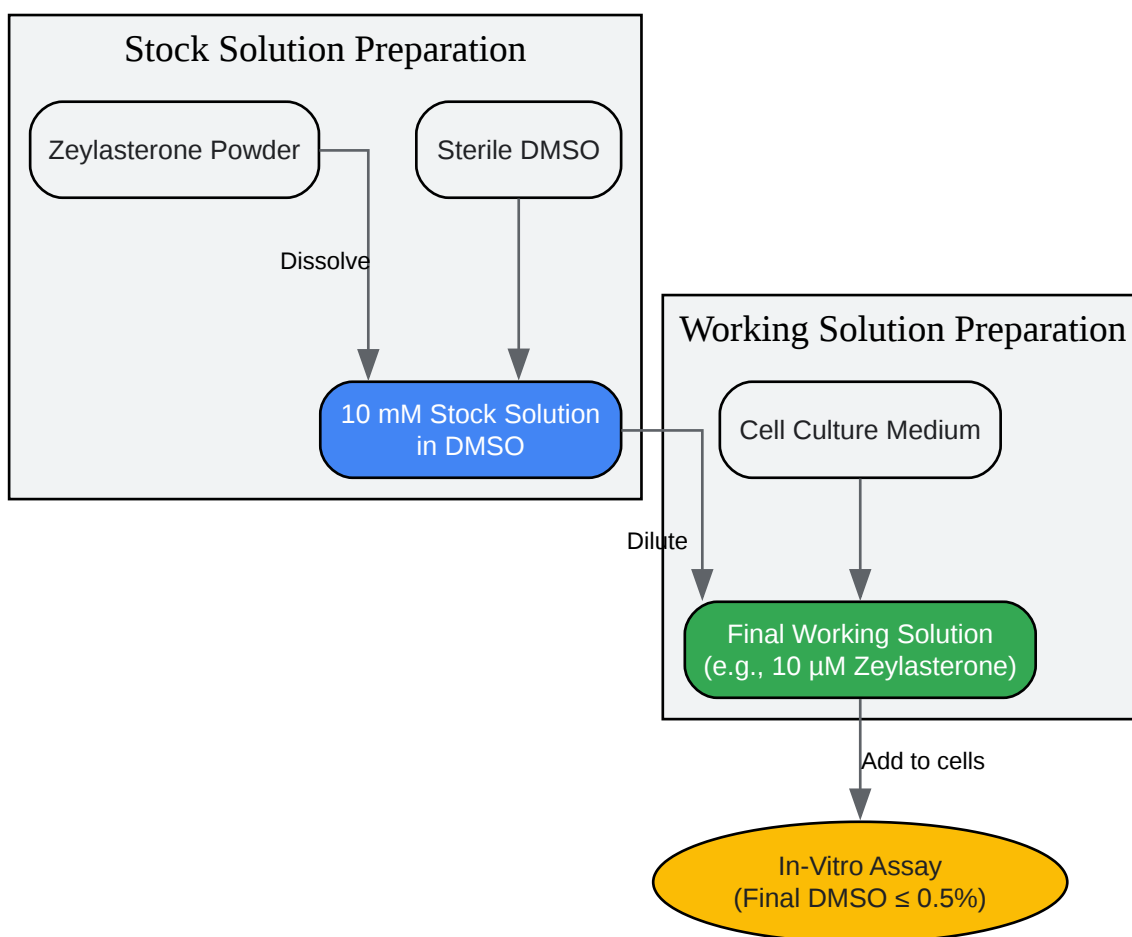 Stock Solution Preparation
Zeylasterone Powder
Sterile DMSO
Dissolve
10 mM Stock Solution
in DMSO
Working Solution Preparation
Cell Culture Medium
Dilute
Final Working Solution
(e.g., 10 µM Zeylasterone)
Add to cells
In-Vitro Assay
(Final DMSO ≤ 0.5%)